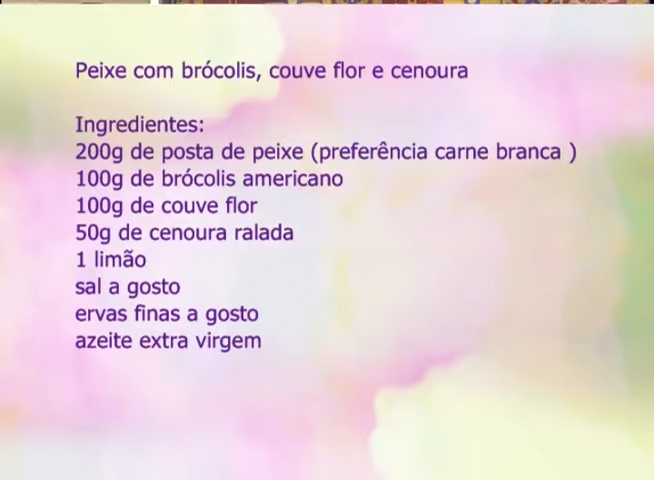 Peixe com brócolis, couve flor e cenoura
Ingredientes:
200g de posta de peixe (preferência carne branca )
100g de brócolis americano
100g de couve flor
50g de cenoura ralada
1 limão
sal a gosto
ervas finas a gosto
azeite extra virgem